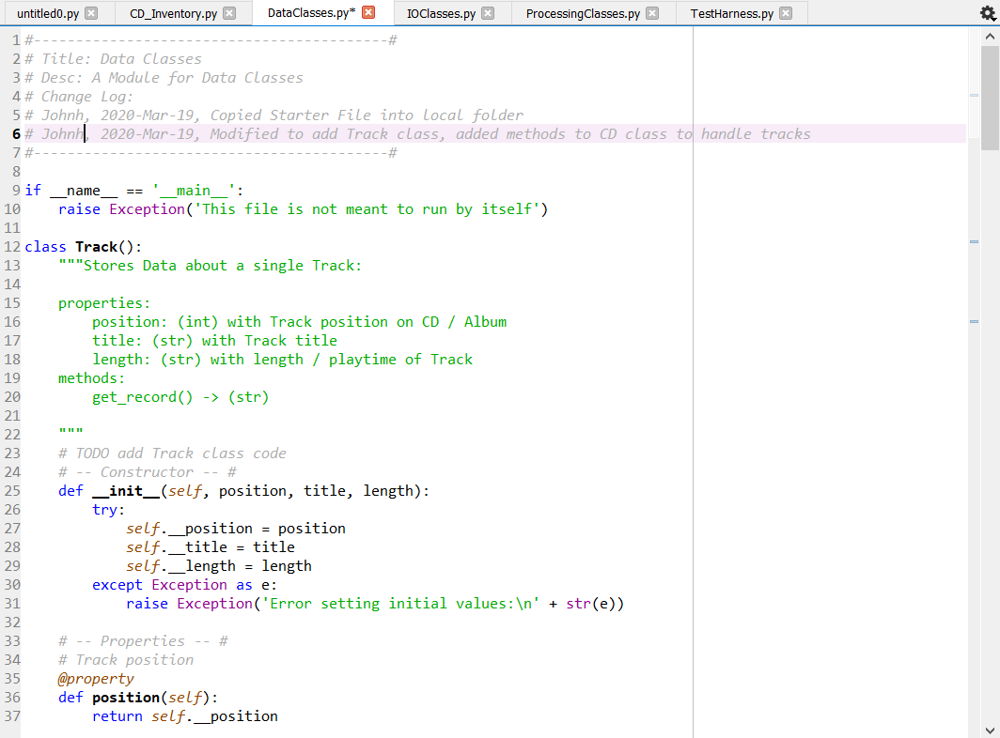 untitled0.py CD_Inventory.py DataClasses.py* IOClasses.py ProcessingClasses.py TestHarness.py
1 #------------------------------------------#
2 # Title: Data Classes
3 # Desc: A Module for Data Classes
4 # Change Log:
5 # Johnh, 2020-Mar-19, Copied Starter File into local folder
6 # Johnh, 2020-Mar-19, Modified to add Track class, added methods to CD class to handle tracks
7 #------------------------------------------#
8
9 if __name__ == '__main__':
10     raise Exception('This file is not meant to run by itself')
11
12 class Track():
13     """Stores Data about a single Track:
14
15     properties:
16         position: (int) with Track position on CD / Album
17         title: (str) with Track title
18         length: (str) with length / playtime of Track
19     methods:
20         get_record() -> (str)
21
22     """
23     # TODO add Track class code
24     # -- Constructor -- #
25     def __init__(self, position, title, length):
26         try:
27             self.__position = position
28             self.__title = title
29             self.__length = length
30         except Exception as e:
31             raise Exception('Error setting initial values:\n' + str(e))
32
33     # -- Properties -- #
34     # Track position
35     @property
36     def position(self):
37         return self.__position